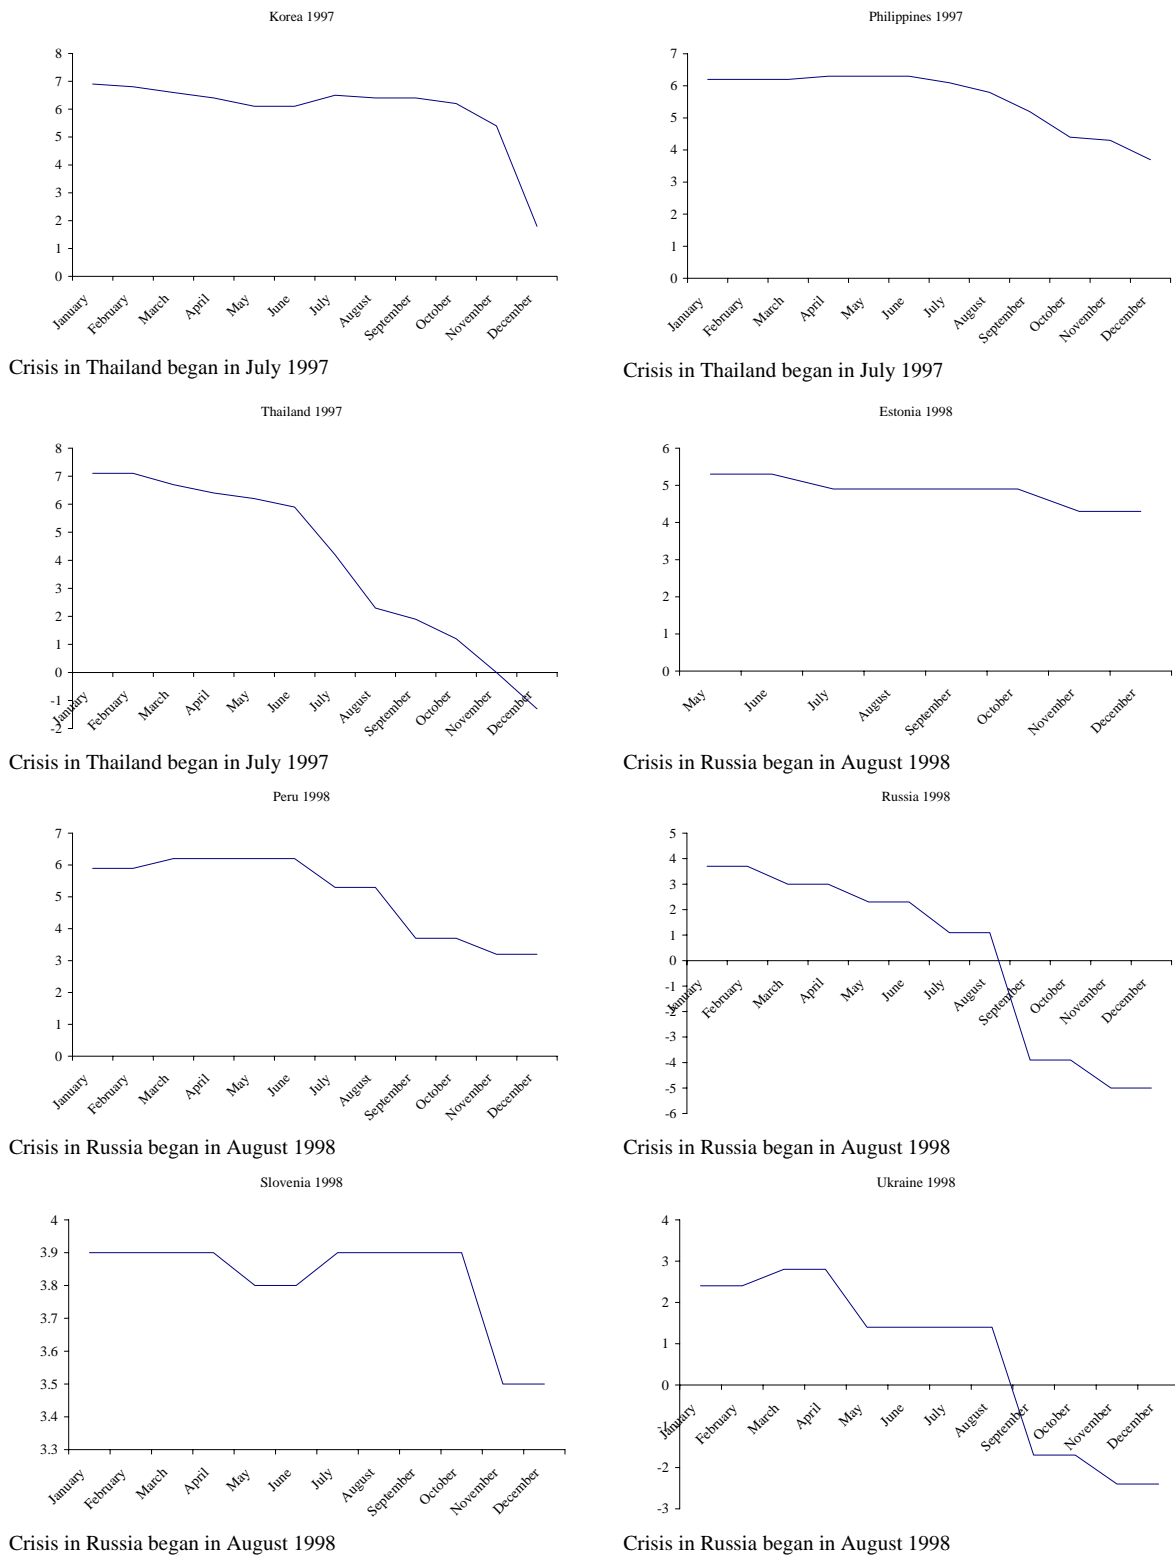 Korea 1997
8
7
6
5
4
3
2
1
0
January February March April May June July August September October November December
Crisis in Thailand began in July 1997
Philippines 1997
7
6
5
4
3
2
1
0
January February March April May June July August September October November December
Crisis in Thailand began in July 1997
Thailand 1997
8
7
6
5
4
3
2
1
0
-1
-2
January February March April May June July August September October November December
Crisis in Thailand began in July 1997
Estonia 1998
6
5
4
3
2
1
0
May June July August September October November December
Crisis in Russia began in August 1998
Peru 1998
7
6
5
4
3
2
1
0
January February March April May June July August September October November December
Crisis in Russia began in August 1998
Russia 1998
5
4
3
2
1
0
-1
-2
-3
-4
-5
-6
January February March April May June July August September October November December
Crisis in Russia began in August 1998
Slovenia 1998
4
3.9
3.8
3.7
3.6
3.5
3.4
3.3
January February March April May June July August September October November December
Crisis in Russia began in August 1998
Ukraine 1998
4
3
2
1
0
-1
-2
-3
January February March April May June July August September October November December
Crisis in Russia began in August 1998